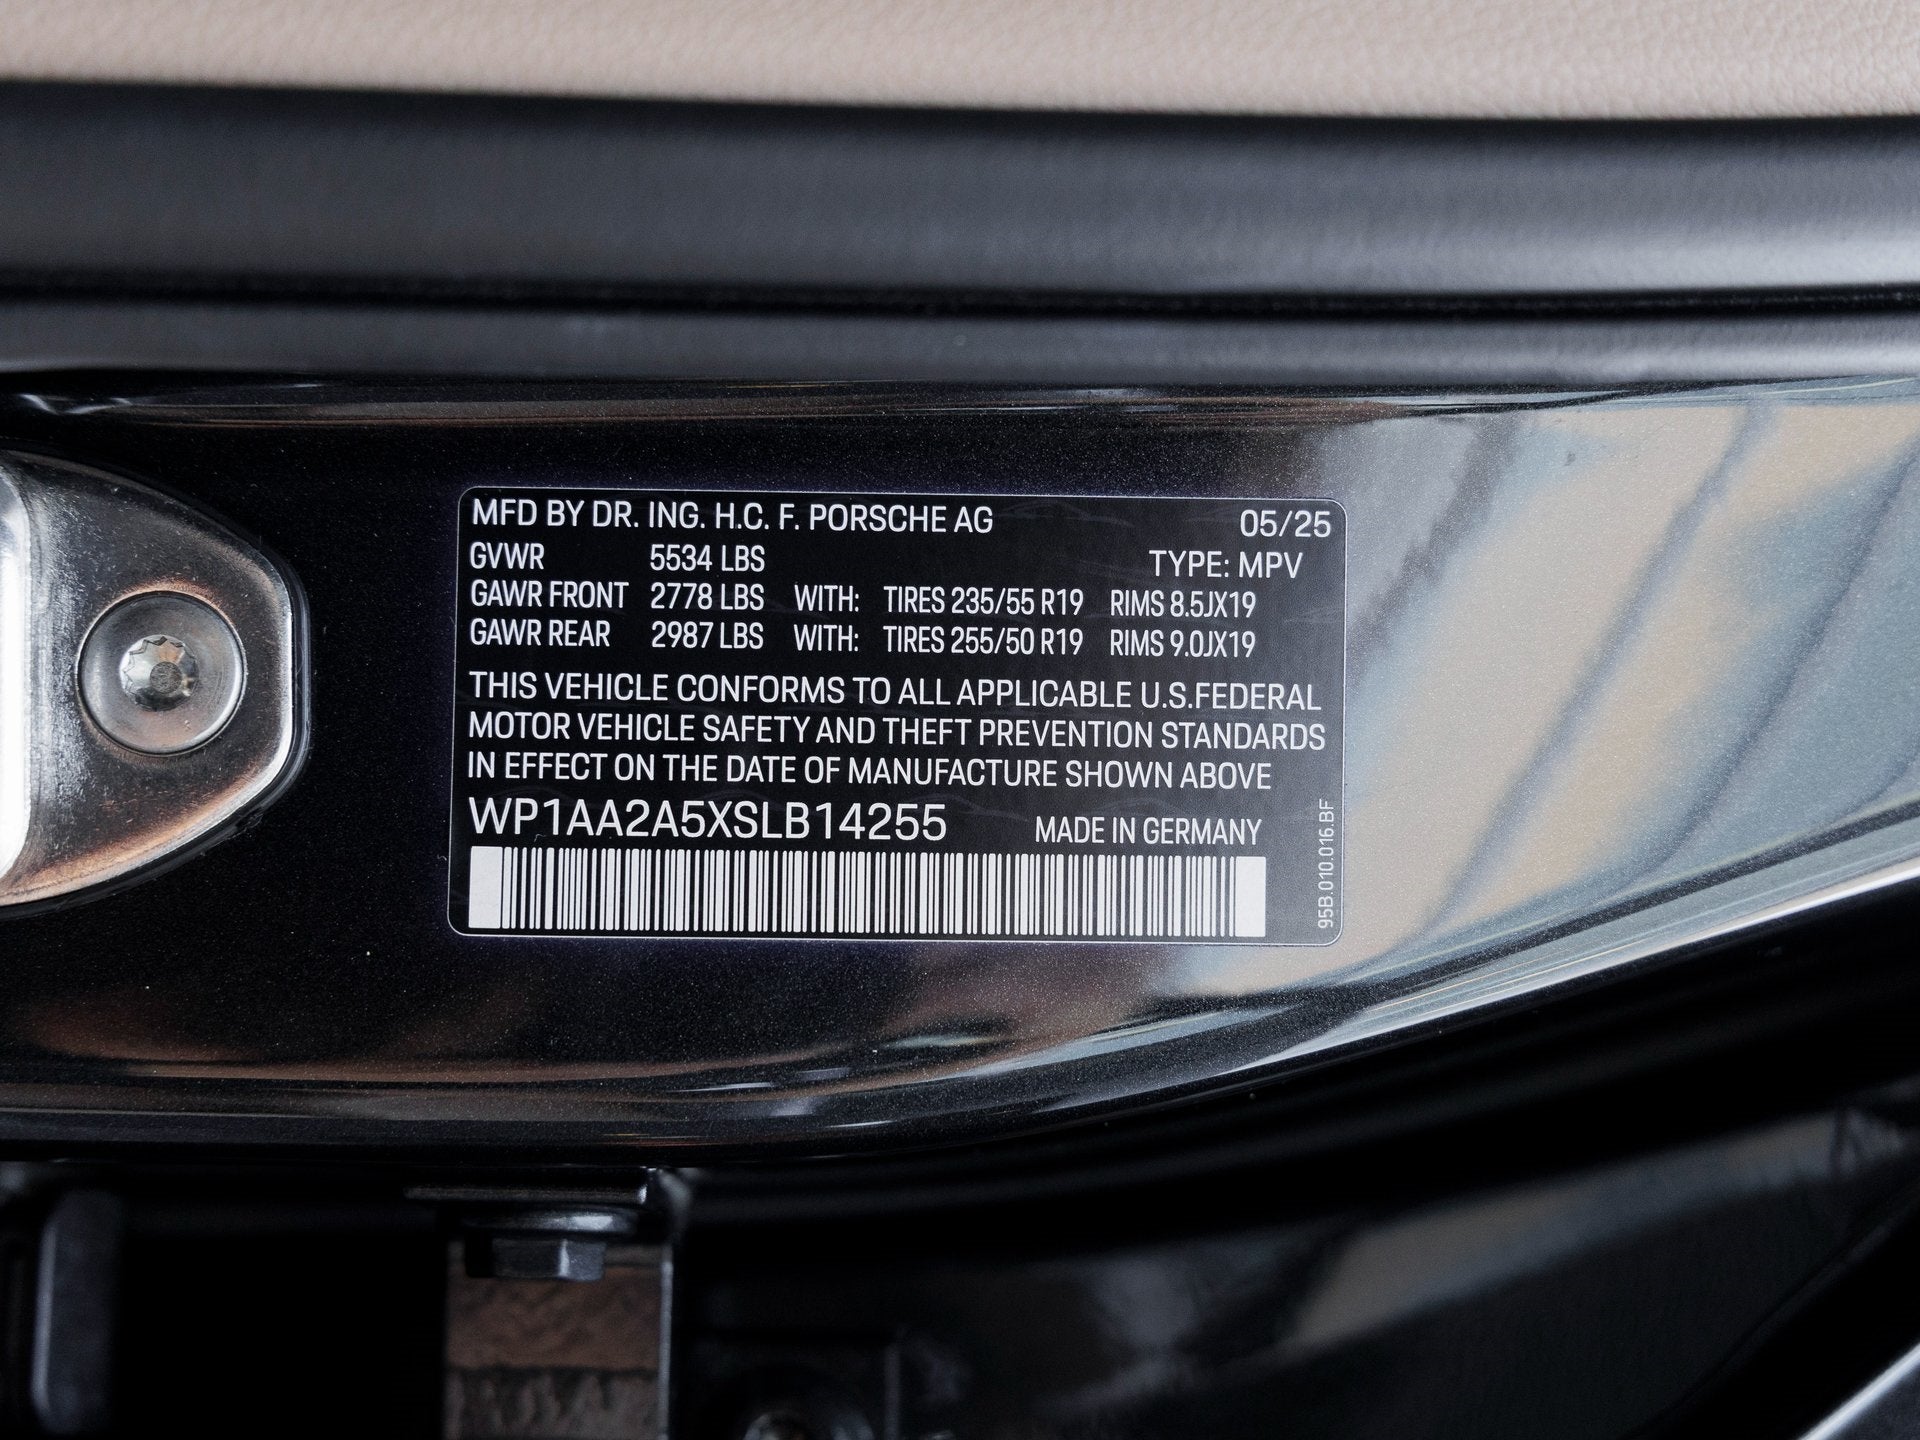 MFD BY DR. ING. H.C. F. PORSCHE AG 05/25
GVWR 5534 LBS TYPE: MPV
GAWR FRONT 2778 LBS WITH: TIRES 235/55 R19 RIMS 8.5JX19
GAWR REAR 2987 LBS WITH: TIRES 255/50 R19 RIMS 9.0JX19
THIS VEHICLE CONFORMS TO ALL APPLICABLE U.S.FEDERAL
MOTOR VEHICLE SAFETY AND THEFT PREVENTION STANDARDS
IN EFFECT ON THE DATE OF MANUFACTURE SHOWN ABOVE
WP1AA2A5XSLB14255 MADE IN GERMANY
95B.010.016.BF